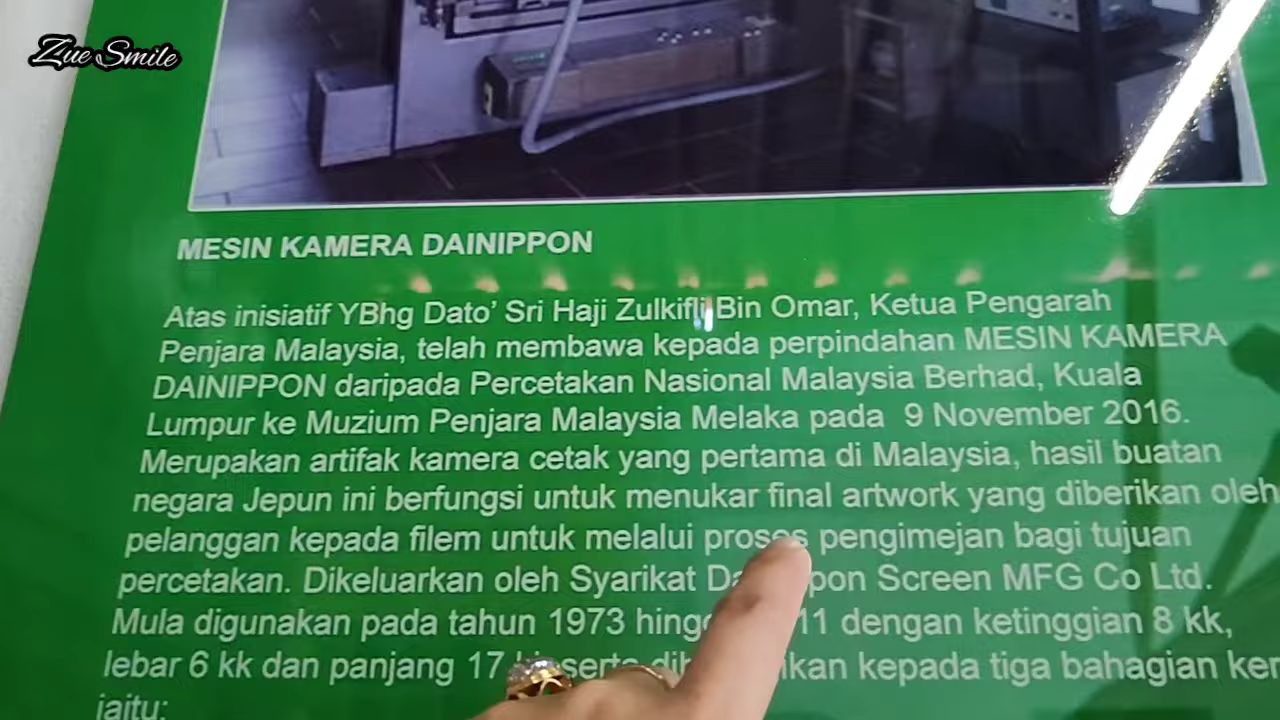 Zue Smile
MESIN KAMERA DAINIPPON
Atas inisiatif YBhg Dato' Sri Haji Zulkifli Bin Omar, Ketua Pengarah
Penjara Malaysia, telah membawa kepada perpindahan MESIN KAMERA
DAINIPPON daripada Percetakan Nasional Malaysia Berhad, Kuala
Lumpur ke Muzium Penjara Malaysia Melaka pada 9 November 2016.
Merupakan artifak kamera cetak yang pertama di Malaysia, hasil buatan
negara Jepun ini berfungsi untuk menukar final artwork yang diberikan oleh
pelanggan kepada filem untuk melalui proses pengimejan bagi tujuan
percetakan. Dikeluarkan oleh Syarikat Screen MFG Co Ltd.
Mula digunakan pada tahun 1973 dengan ketinggian 8 kk,
lebar 6 kk dan panjang 17 kepada tiga bahagian
iaitu: